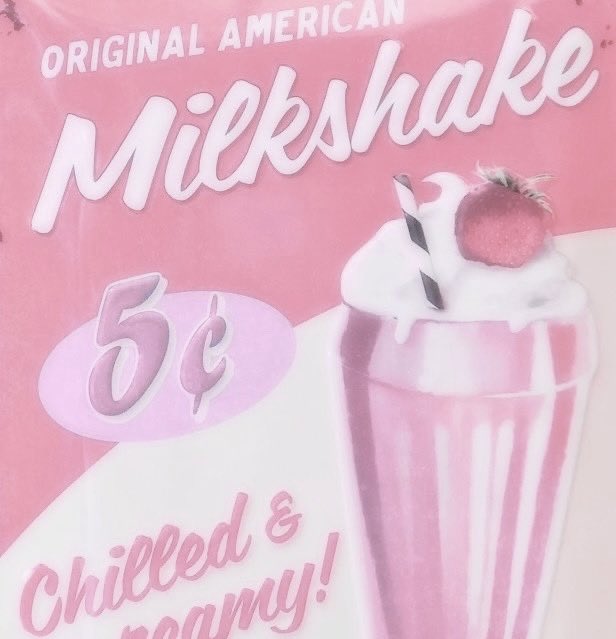 ORIGINAL AMERICAN
Milkshake
5¢
Chilled &
reamy!